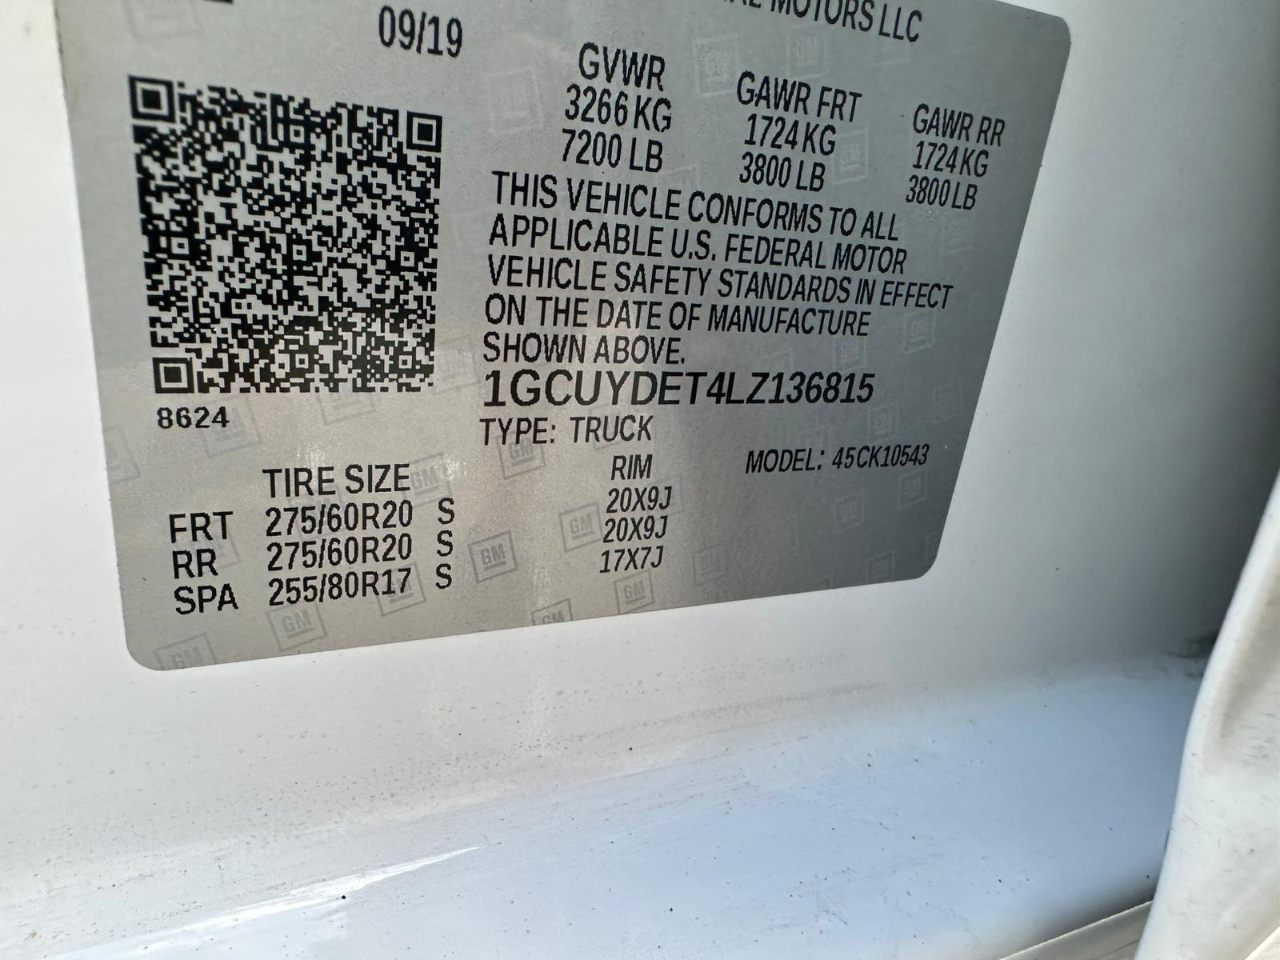 MOTORS LLC
09/19
GVWR GAWR FRT GAWR RR
3266 KG 1724 KG 1724 KG
7200 LB 3800 LB 3800 LB
THIS VEHICLE CONFORMS TO ALL
APPLICABLE U.S. FEDERAL MOTOR
VEHICLE SAFETY STANDARDS IN EFFECT
ON THE DATE OF MANUFACTURE
SHOWN ABOVE.
1GCUYDET4LZ136815
8624
TYPE: TRUCK MODEL: 45CK10543
TIRE SIZE RIM
FRT 275/60R20 S 20X9J
RR 275/60R20 S 20X9J
SPA 255/80R17 S 17X7J